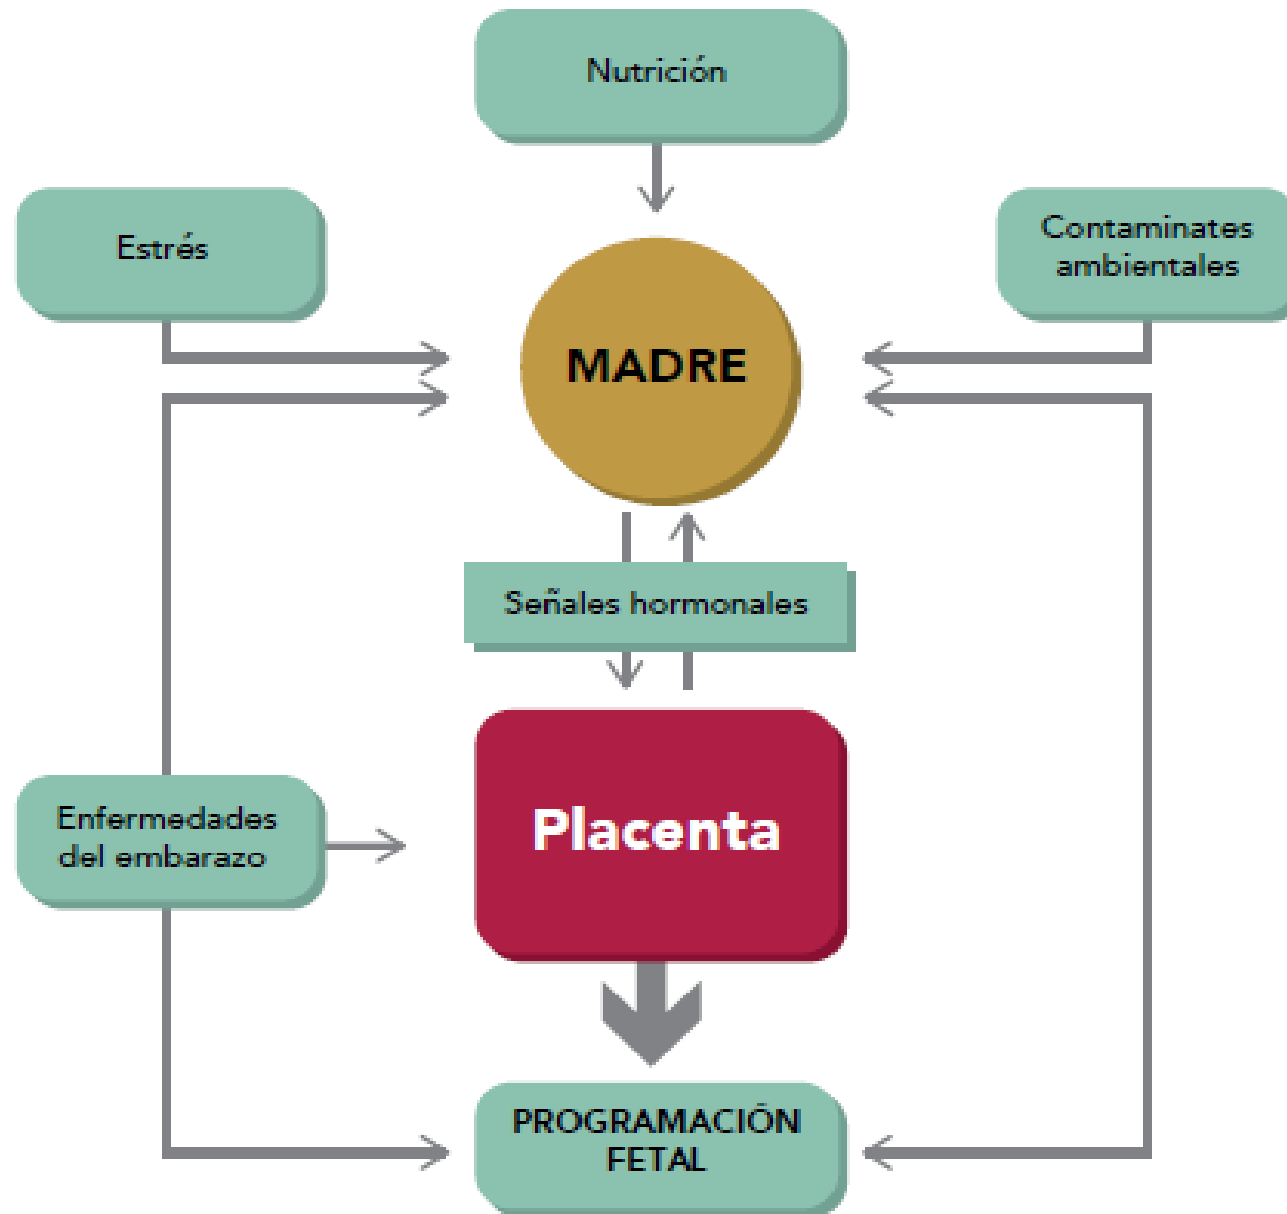 Nutrición
Estrés
Contaminates
ambientales
MADRE
Señales hormonales
Placenta
Enfermedades
del embarazo
PROGRAMACIÓN
FETAL